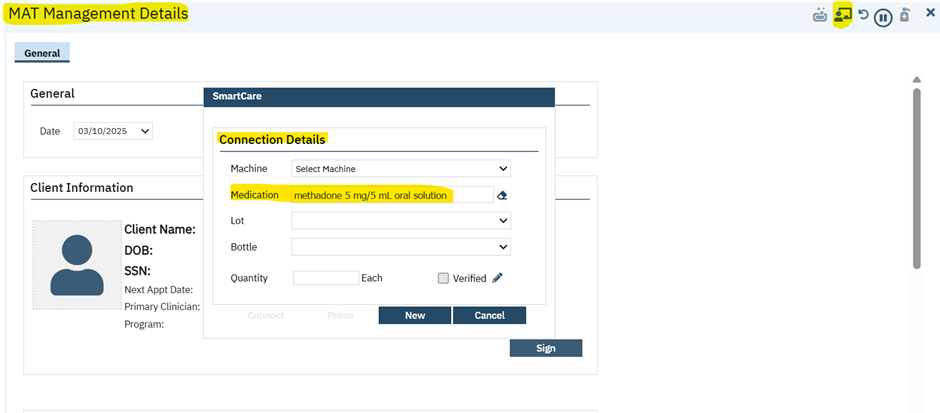 MAT Management Details
General
General
Date 03/10/2025
SmartCare
Connection Details
Machine Select Machine
Medication methadone 5 mg/5 mL oral solution
Lot
Bottle
Quantity Each Verified
Connect Prime New Cancel
Client Information
Client Name:
DOB:
SSN:
Next Appt Date:
Primary Clinician:
Program:
Sign